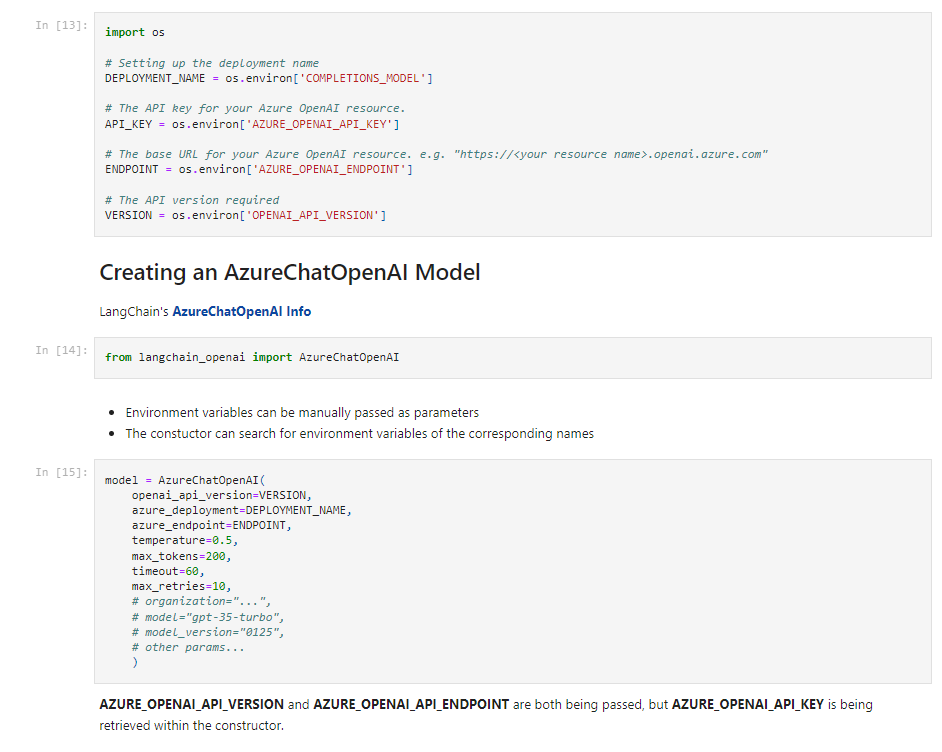 In [13]:
import os
# Setting up the deployment name
DEPLOYMENT_NAME = os.environ['COMPLETIONS_MODEL']
# The API key for your Azure OpenAI resource.
API_KEY = os.environ['AZURE_OPENAI_API_KEY']
# The base URL for your Azure OpenAI resource. e.g. "https://<your resource name>.openai.azure.com"
ENDPOINT = os.environ['AZURE_OPENAI_ENDPOINT']
# The API version required
VERSION = os.environ['OPENAI_API_VERSION']
Creating an AzureChatOpenAI Model
LangChain's AzureChatOpenAI Info
In [14]:
from langchain_openai import AzureChatOpenAI
• Environment variables can be manually passed as parameters
• The constuctor can search for environment variables of the corresponding names
In [15]:
model = AzureChatOpenAI(
    openai_api_version=VERSION,
    azure_deployment=DEPLOYMENT_NAME,
    azure_endpoint=ENDPOINT,
    temperature=0.5,
    max_tokens=200,
    timeout=60,
    max_retries=10,
    # organization="...",
    # model="gpt-35-turbo",
    # model_version="0125",
    # other params...
    )
AZURE_OPENAI_API_VERSION and AZURE_OPENAI_API_ENDPOINT are both being passed, but AZURE_OPENAI_API_KEY is being
retrieved within the constructor.